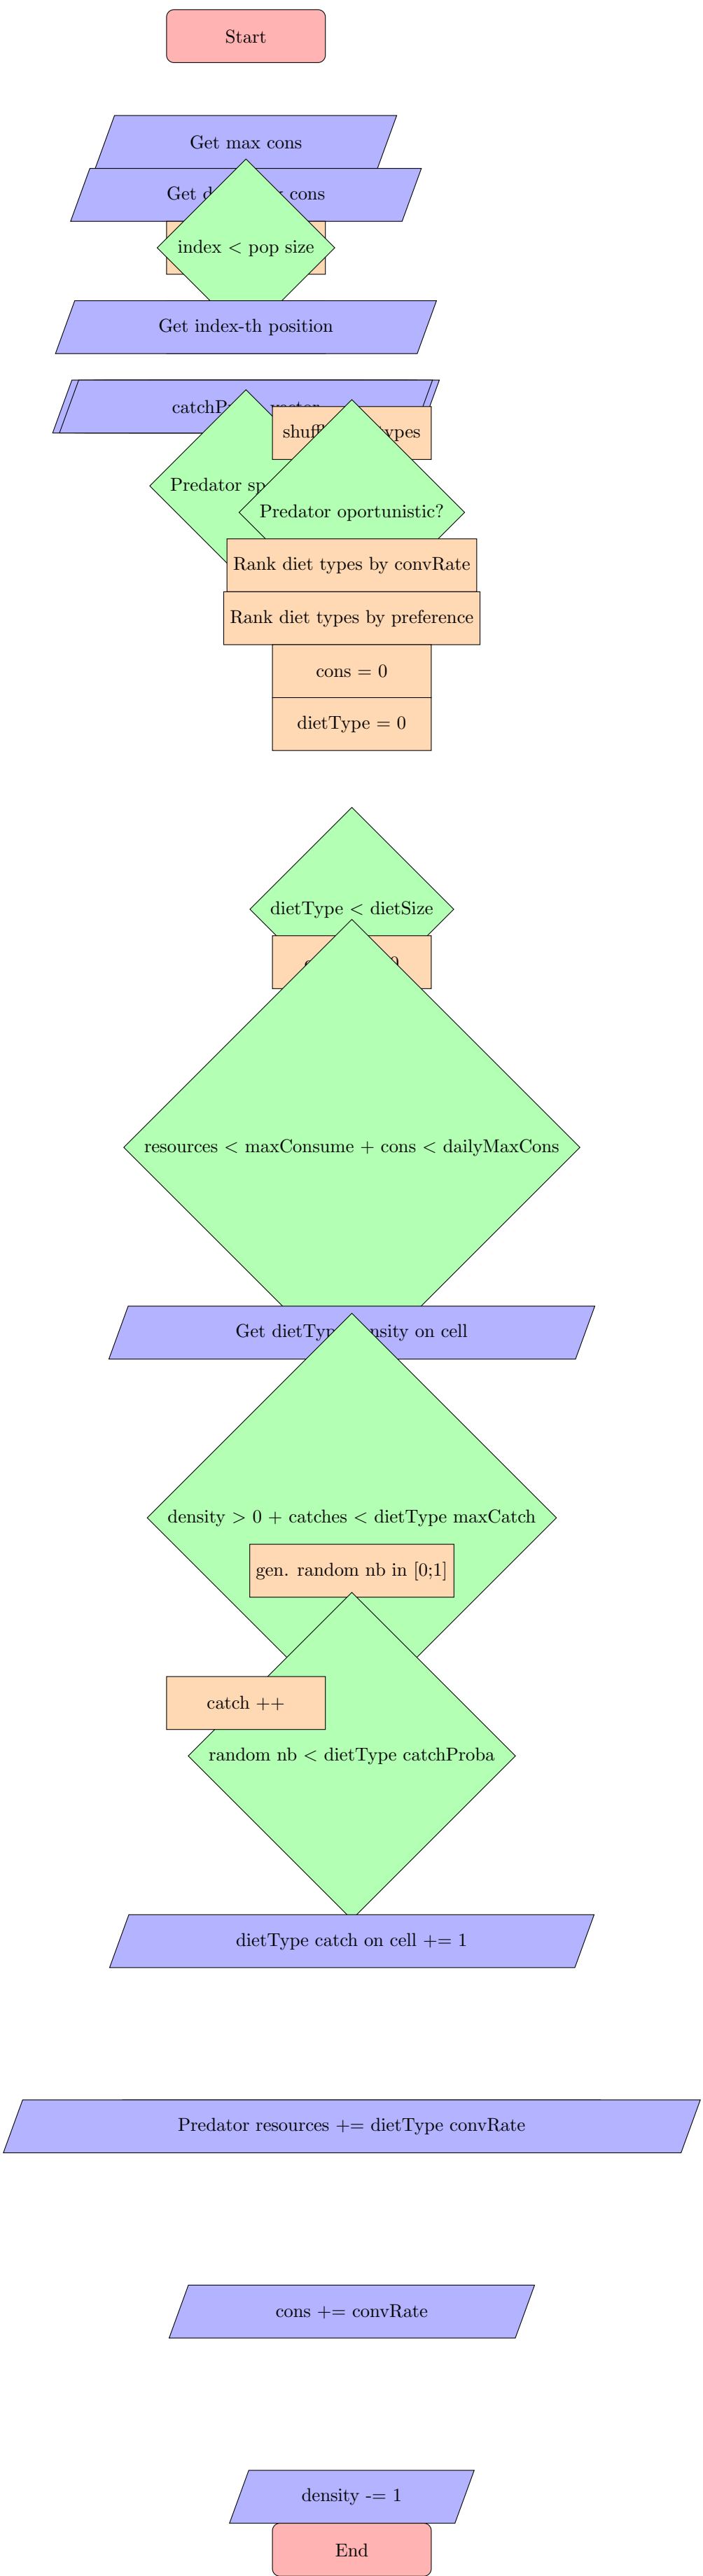 Start
Get max cons
Get cons
index < pop size
Get index-th position
Predator
Predator oportunistic?
Rank diet types by convRate
Rank diet types by preference
cons = 0
dietType = 0
dietType < dietSize
resources < maxConsume + cons < dailyMaxCons
Get on cell
density > 0 + catches < dietType maxCatch
gen. random nb in [0;1]
catch ++
random nb < dietType catchProba
dietType catch on cell += 1
Predator resources += dietType convRate
cons += convRate
density -= 1
End